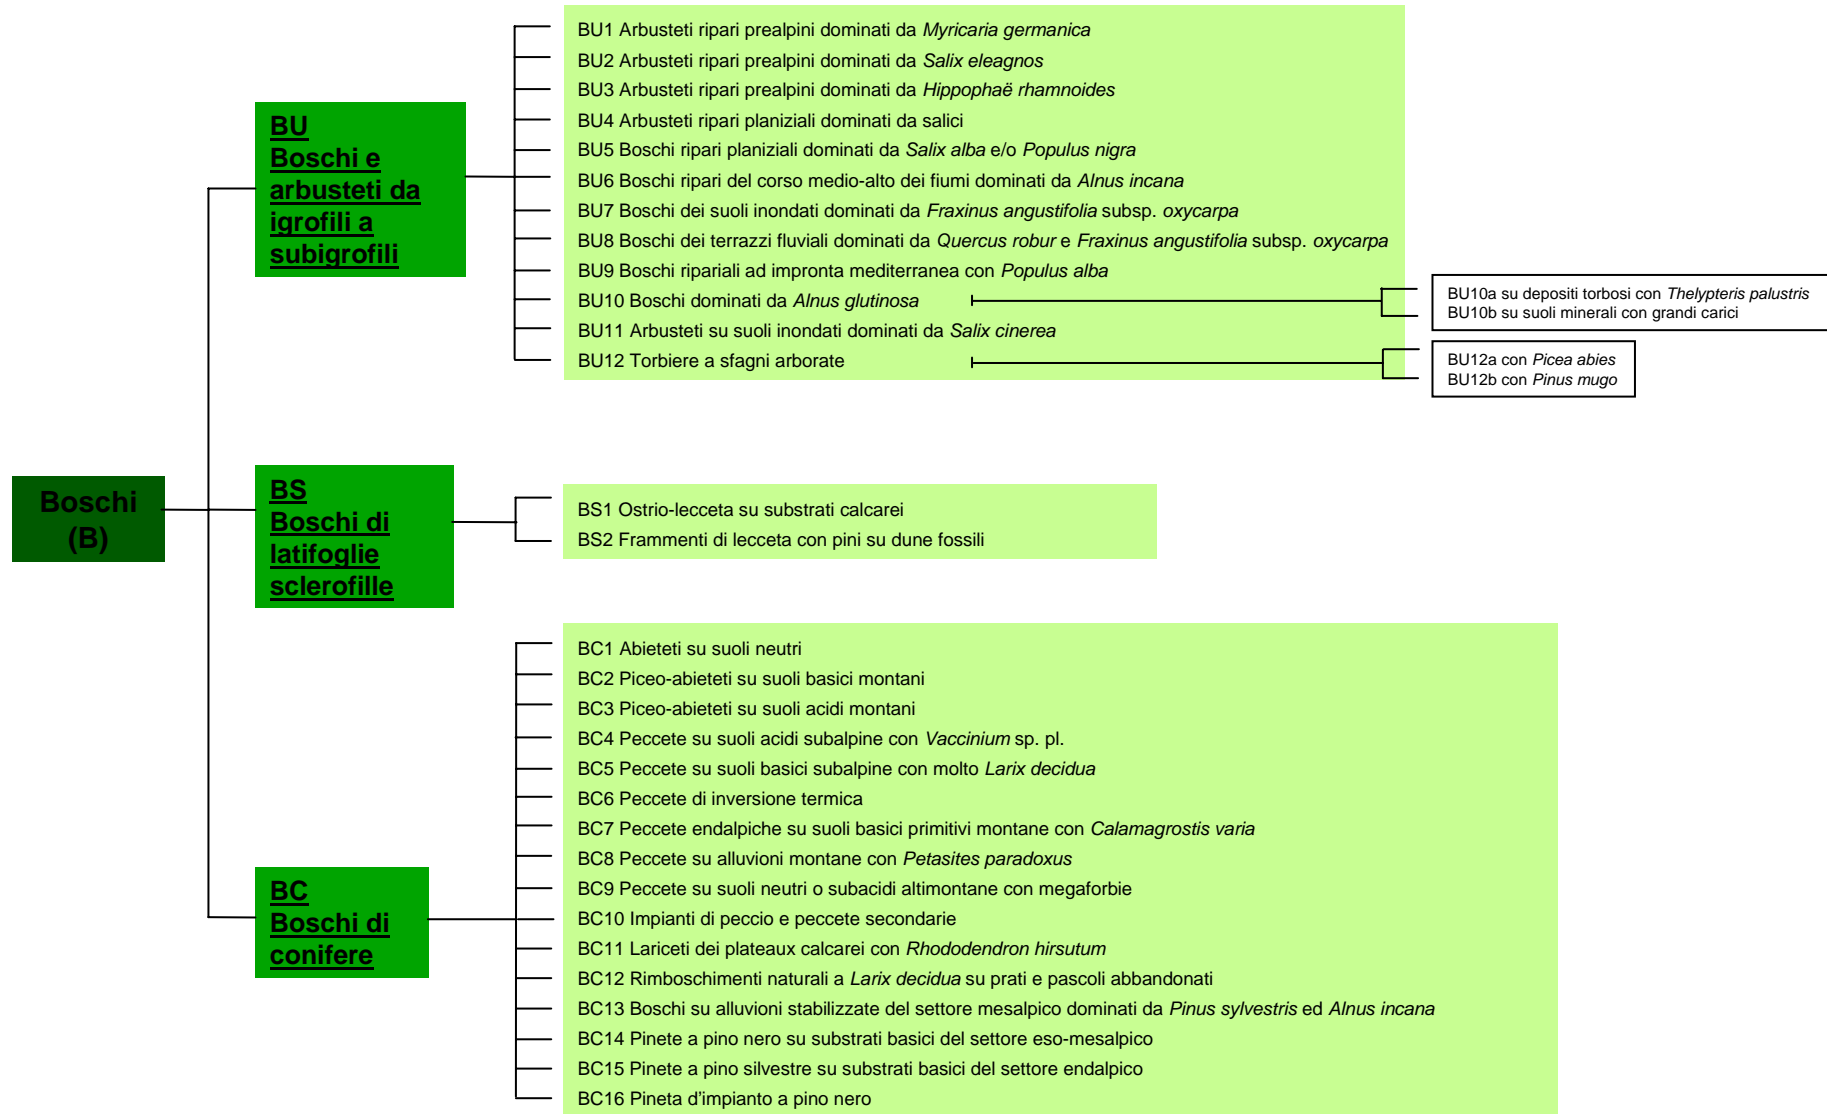 Boschi
(B)
BU
Boschi e
arbusteti da
igrofili a
subigrofili
BU1 Arbusteti ripari prealpini dominati da Myricaria germanica
BU2 Arbusteti ripari prealpini dominati da Salix eleagnos
BU3 Arbusteti ripari prealpini dominati da Hippophaë rhamnoides
BU4 Arbusteti ripari planiziali dominati da salici
BU5 Boschi ripari planiziali dominati da Salix alba e/o Populus nigra
BU6 Boschi ripari del corso medio-alto dei fiumi dominati da Alnus incana
BU7 Boschi dei suoli inondati dominati da Fraxinus angustifolia subsp. oxycarpa
BU8 Boschi dei terrazzi fluviali dominati da Quercus robur e Fraxinus angustifolia subsp. oxycarpa
BU9 Boschi ripariali ad impronta mediterranea con Populus alba
BU10 Boschi dominati da Alnus glutinosa
BU10a su depositi torbosi con Thelypteris palustris
BU10b su suoli minerali con grandi carici
BU11 Arbusteti su suoli inondati dominati da Salix cinerea
BU12 Torbiere a sfagni arborate
BU12a con Picea abies
BU12b con Pinus mugo
BS
Boschi di
latifoglie
sclerofille
BS1 Ostrio-lecceta su substrati calcarei
BS2 Frammenti di lecceta con pini su dune fossili
BC
Boschi di
conifere
BC1 Abieteti su suoli neutri
BC2 Piceo-abieteti su suoli basici montani
BC3 Piceo-abieteti su suoli acidi montani
BC4 Peccete su suoli acidi subalpine con Vaccinium sp. pl.
BC5 Peccete su suoli basici subalpine con molto Larix decidua
BC6 Peccete di inversione termica
BC7 Peccete endalpiche su suoli basici primitivi montane con Calamagrostis varia
BC8 Peccete su alluvioni montane con Petasites paradoxus
BC9 Peccete su suoli neutri o subacidi altimontane con megaforbie
BC10 Impianti di peccio e peccete secondarie
BC11 Lariceti dei plateaux calcarei con Rhododendron hirsutum
BC12 Rimboschimenti naturali a Larix decidua su prati e pascoli abbandonati
BC13 Boschi su alluvioni stabilizzate del settore mesalpico dominati da Pinus sylvestris ed Alnus incana
BC14 Pinete a pino nero su substrati basici del settore eso-mesalpico
BC15 Pinete a pino silvestre su substrati basici del settore endalpico
BC16 Pineta d'impianto a pino nero